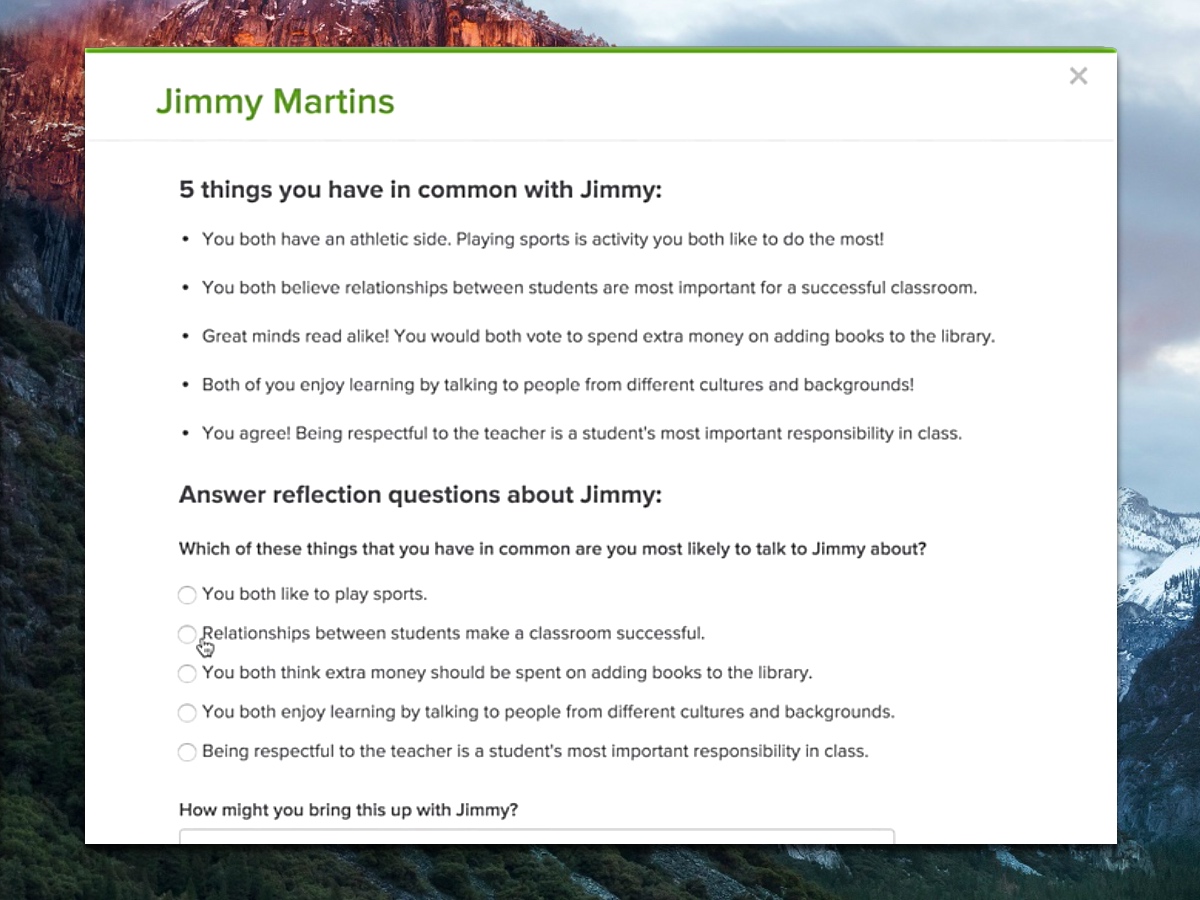 Jimmy Martins
5 things you have in common with Jimmy:
• You both have an athletic side. Playing sports is activity you both like to do the most!
• You both believe relationships between students are most important for a successful classroom.
• Great minds read alike! You would both vote to spend extra money on adding books to the library.
• Both of you enjoy learning by talking to people from different cultures and backgrounds!
• You agree! Being respectful to the teacher is a student's most important responsibility in class.
Answer reflection questions about Jimmy:
Which of these things that you have in common are you most likely to talk to Jimmy about?
You both like to play sports.
Relationships between students make a classroom successful.
You both think extra money should be spent on adding books to the library.
You both enjoy learning by talking to people from different cultures and backgrounds.
Being respectful to the teacher is a student's most important responsibility in class.
How might you bring this up with Jimmy?